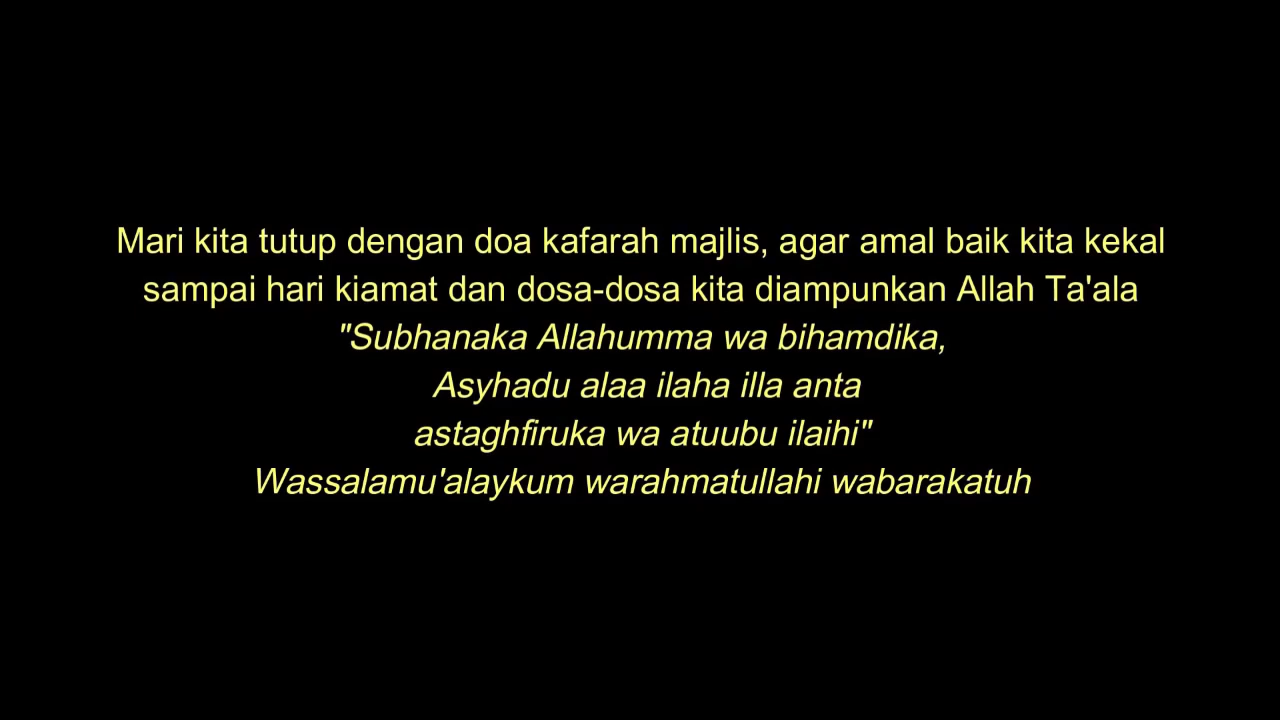 Mari kita tutup dengan doa kafarah majlis, agar amal baik kita kekal
sampai hari kiamat dan dosa-dosa kita diampunkan Allah Ta'ala
"Subhanaka Allahumma wa bihamdika,
Asyhadu alaa ilaha illa anta
astaghfiruka wa atuubu ilaihi"
Wassalamu'alaykum warahmatullahi wabarakatuh